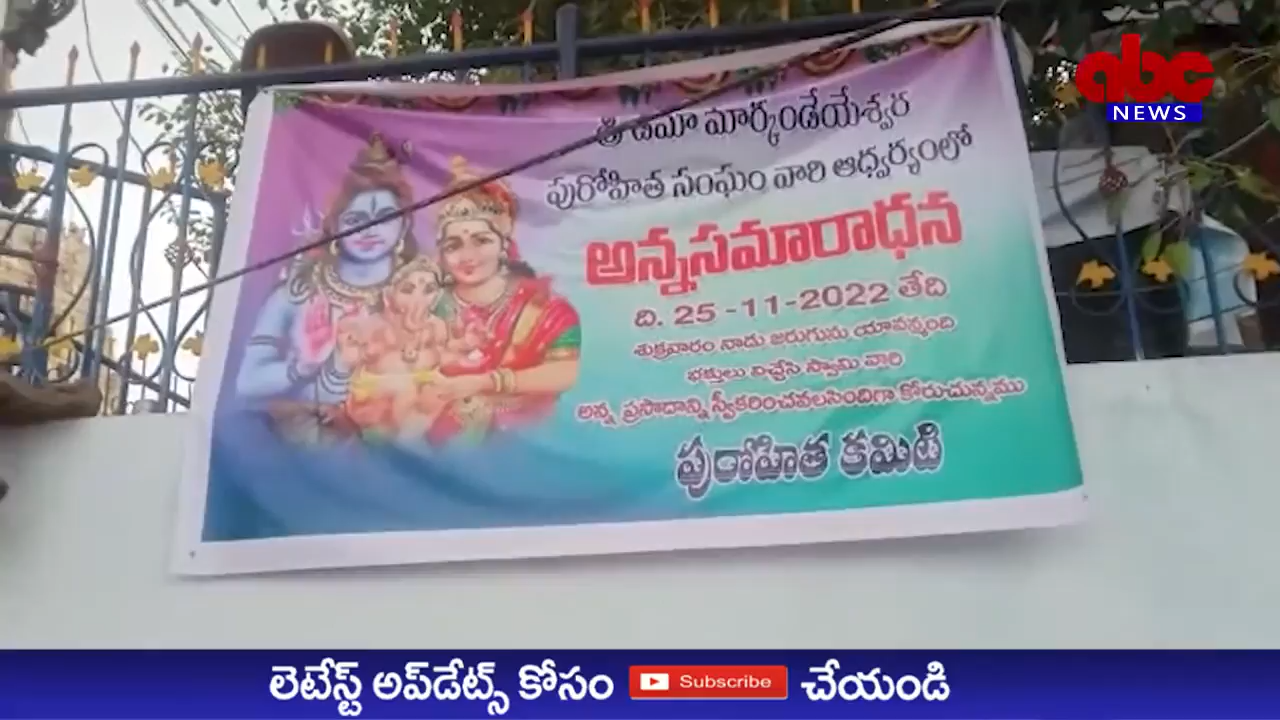 abc
NEWS
శ్రీ ఉమా మార్కండేయేశ్వర
పురోహిత సంఘం వారి ఆధ్వర్యంలో
అన్నసమారాధన
ది. 25 -11-2022 తేది
శుక్రవారం నాడు జరుగును యావన్మంది
భక్తులు విచ్చేసి స్వామి వారి
అన్న ప్రసాదాన్ని స్వీకరించవలసిందిగా కోరుచున్నము
పురోహిత కమిటి
లెటేస్ట్ అప్‌డేట్స్ కోసం Subscribe చేయండి